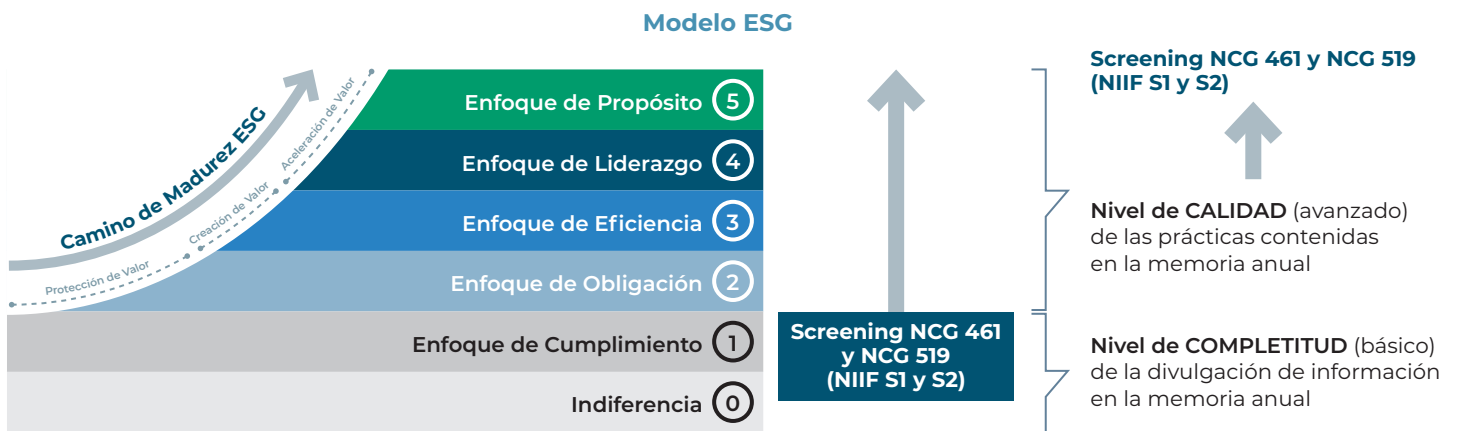 Modelo ESG
Camino de Madurez ESG
Protección de Valor
Creación de Valor
Aceleración de Valor
Enfoque de Propósito 5
Enfoque de Liderazgo 4
Enfoque de Eficiencia 3
Enfoque de Obligación 2
Enfoque de Cumplimiento 1
Indiferencia 0
Screening NCG 461
y NCG 519
(NIIF S1 y S2)
Screening NCG 461 y NCG 519
(NIIF S1 y S2)
Nivel de CALIDAD (avanzado)
de las prácticas contenidas
en la memoria anual
Nivel de COMPLETITUD (básico)
de la divulgación de información
en la memoria anual